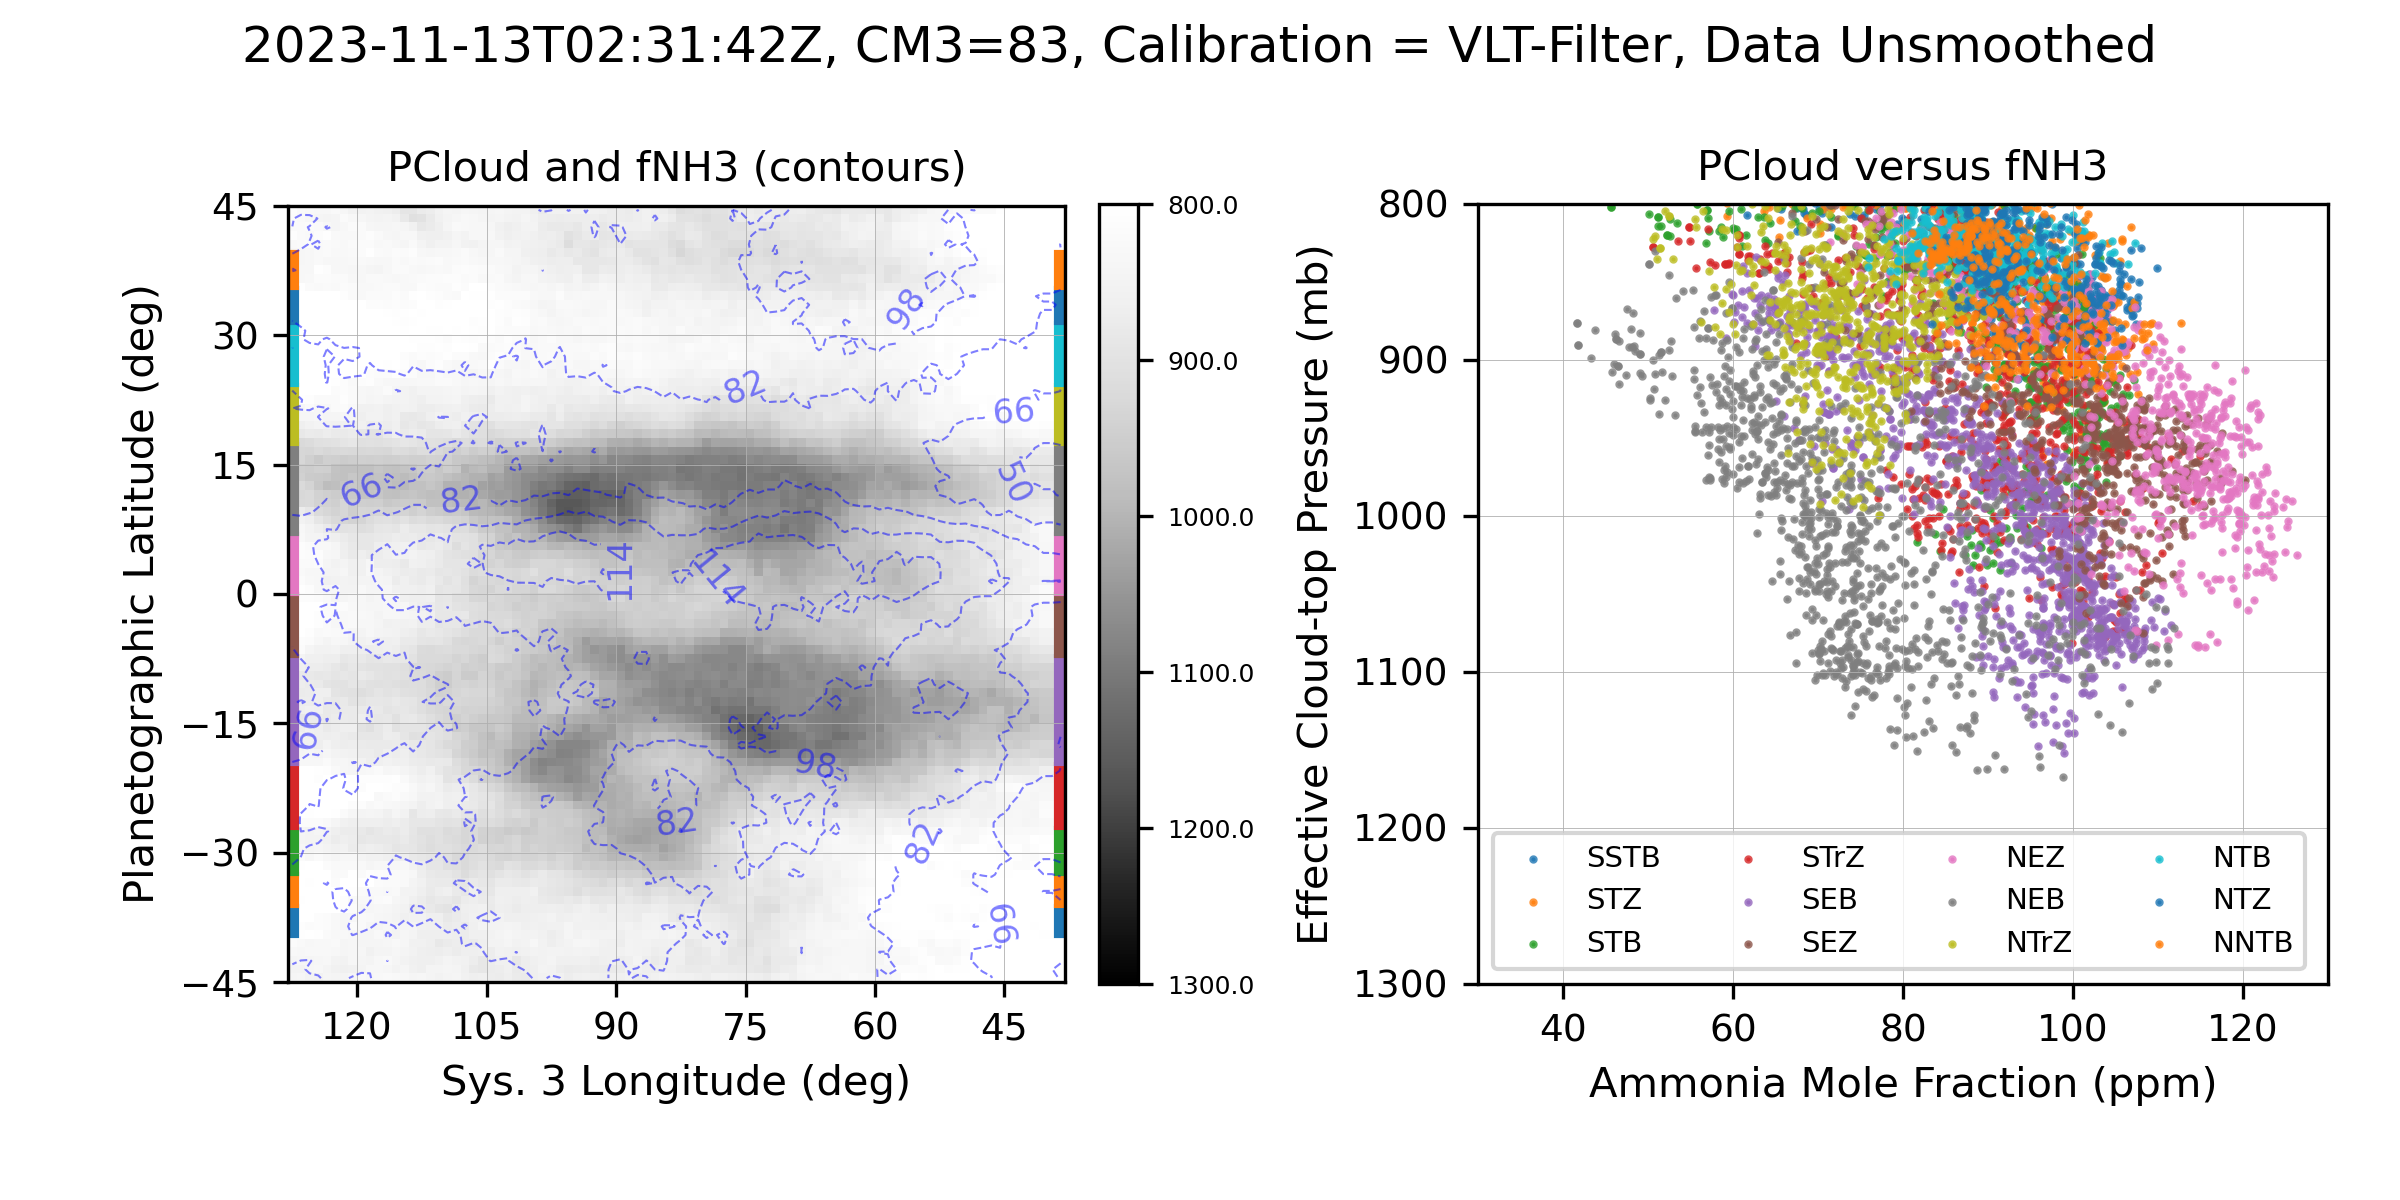 2023-11-13T02:31:42Z, CM3=83, Calibration = VLT-Filter, Data Unsmoothed
PCloud and fNH3 (contours)
Planetographic Latitude (deg)
45
30
15
0
−15
−30
−45
98
82
66
66
82
50
114
114
66
98
82
82
66
120
105
90
75
60
45
Sys. 3 Longitude (deg)
800.0
900.0
1000.0
1100.0
1200.0
1300.0
PCloud versus fNH3
Effective Cloud-top Pressure (mb)
800
900
1000
1100
1200
1300
SSTB
STZ
STB
STrZ
SEB
SEZ
NEZ
NEB
NTrZ
NTB
NTZ
NNTB
40
60
80
100
120
Ammonia Mole Fraction (ppm)